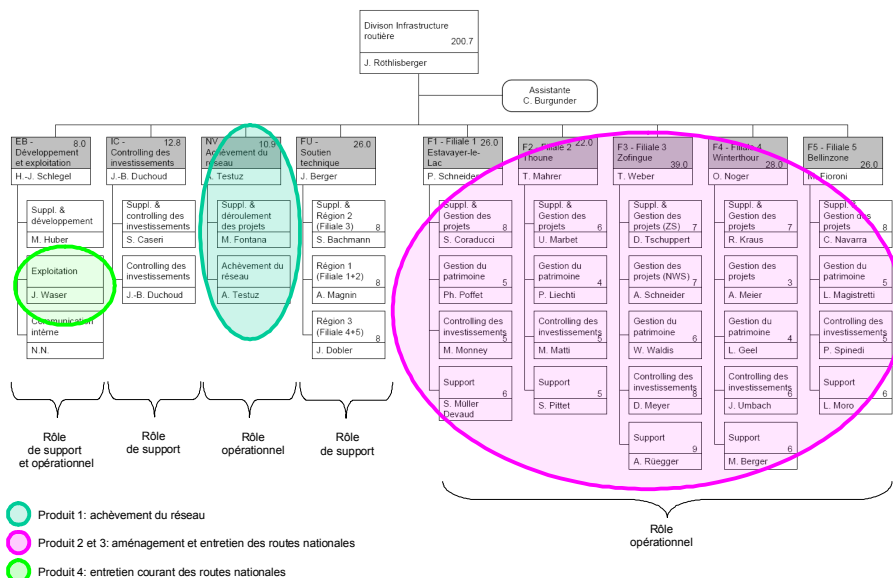 Divison Infrastructure
routière
200.7
J. Röthlisberger
Assistante
C. Burgunder
EB -
8.0
Développement
et exploitation
H.-J. Schlegel
Suppl. &
développement
M. Huber
Exploitation
J. Waser
Communication
interne
N.N.
IC -
12.8
Controlling des
investissements
J.-B. Duchoud
Suppl. &
controlling des
investissements
S. Caseri
Controlling des
investissements
J.-B. Duchoud
NV
10.9
Achèvement du
réseau
A. Testuz
Suppl. &
déroulement
des projets
M. Fontana
Achèvement du
réseau
A. Testuz
FU -
26.0
Soutien
technique
J. Berger
Suppl. &
Région 2
(Filiale 3)
8
S. Bachmann
Région 1
(Filiale 1+2)
8
A. Magnin
Région 3
(Filiale 4+5)
8
J. Dobler
F1 - Filiale 1
26.0
Estavayer-le-
Lac
P. Schneider
Suppl. &
Gestion des
projets
8
S. Coraducci
Gestion du
patrimoine
5
Ph. Poffet
Controlling des
investissements
5
M. Monney
Support
6
S. Müller
Devaud
F2 - Filiale 2
22.0
Thoune
T. Mahrer
Suppl. &
Gestion des
projets
6
U. Marbet
Gestion du
patrimoine
4
P. Liechti
Controlling des
investissements
5
M. Matti
Support
5
S. Pittet
F3 - Filiale 3
Zofingue
39.0
T. Weber
Suppl. &
Gestion des
projets (ZS)
7
D. Tschuppert
Gestion des
projets (NWS)
7
A. Schneider
Gestion du
patrimoine
6
W. Waldis
Controlling des
investissements
8
D. Meyer
Support
9
A. Rüegger
F4 - Filiale 4
Winterthur
28.0
O. Noger
Suppl. &
Gestion des
projets
7
R. Kraus
Gestion des
projets
3
A. Meier
Gestion du
patrimoine
4
L. Geel
Controlling des
investissements
6
J. Umbach
Support
6
M. Berger
F5 - Filiale 5
Bellinzone
26.0
M. Fioroni
Suppl. &
Gestion des
projets
8
C. Navarra
Gestion du
patrimoine
5
L. Magistretti
Controlling des
investissements
5
P. Spinedi
Support
6
L. Moro
Rôle
de support
et opérationnel
Rôle
de support
Rôle
opérationnel
Rôle
de support
Rôle
opérationnel
Produit 1: achèvement du réseau
Produit 2 et 3: aménagement et entretien des routes nationales
Produit 4: entretien courant des routes nationales